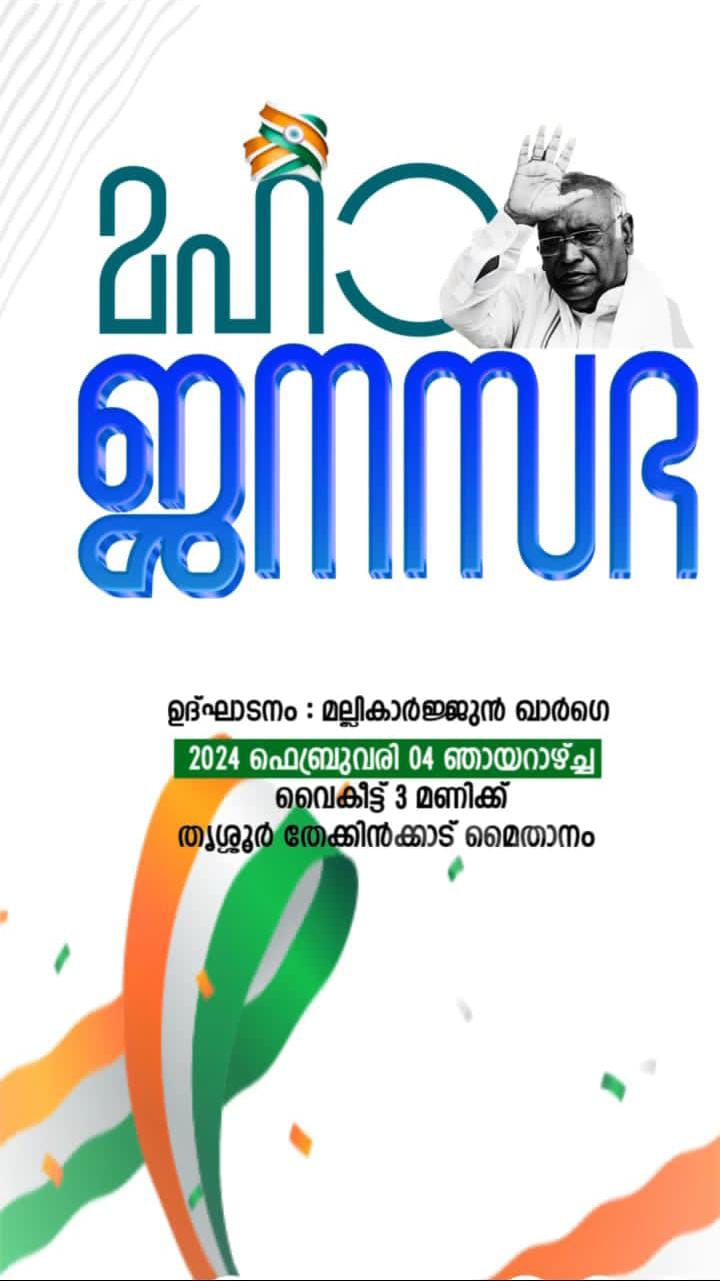 മഹാ
ജനസഭ
ഉദ്ഘാടനം : മല്ലികാർജ്ജുൻ ഖാർഗെ
2024 ഫെബ്രുവരി 04 ഞായറാഴ്ച്ച
വൈകീട്ട് 3 മണിക്ക്
തൃശ്ശൂർ തേക്കിൻക്കാട് മൈതാനം